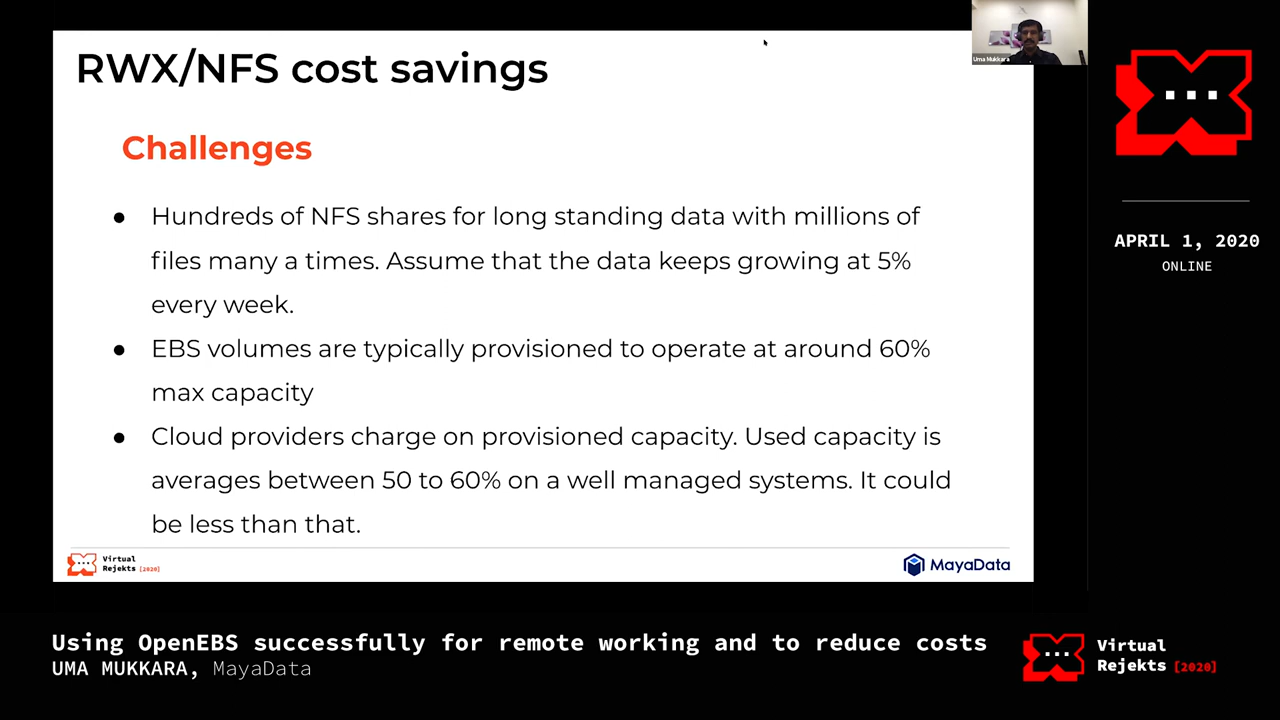 RWX/NFS cost savings
Challenges
● Hundreds of NFS shares for long standing data with millions of
files many a times. Assume that the data keeps growing at 5%
every week.
● EBS volumes are typically provisioned to operate at around 60%
max capacity
● Cloud providers charge on provisioned capacity. Used capacity is
averages between 50 to 60% on a well managed systems. It could
be less than that.
Virtual
Rejekts [2020]
MayaData
Uma Mukkara
APRIL 1, 2020
ONLINE
Using OpenEBS successfully for remote working and to reduce costs
UMA MUKKARA, MayaData
Virtual
Rejekts [2020]